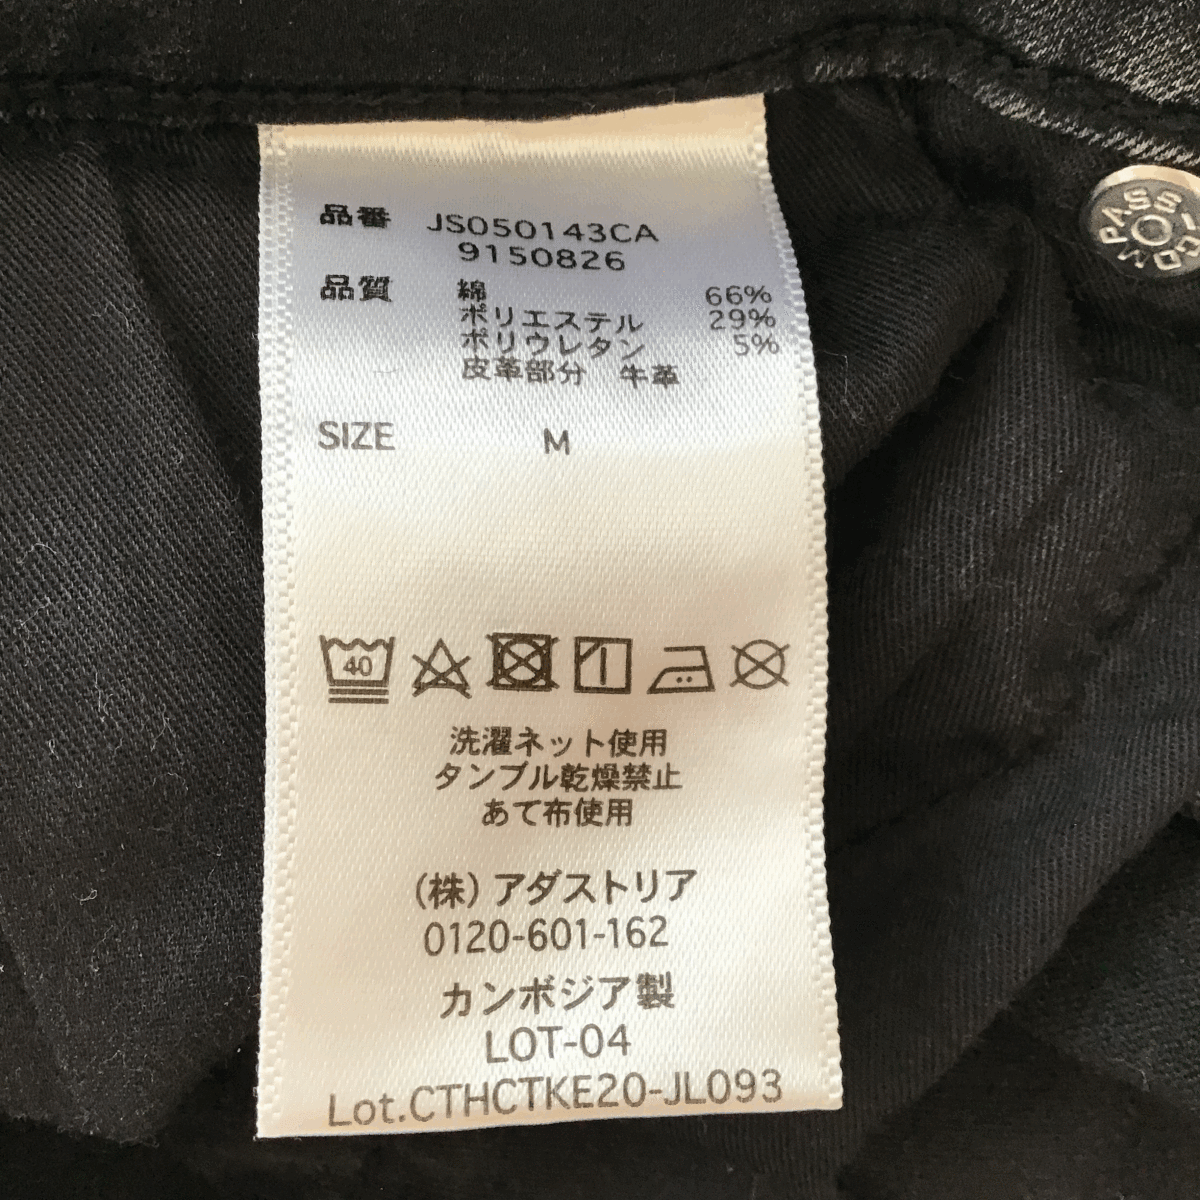 品番 JS050143CA
9150826
品質 綿 66%
ポリエステル 29%
ポリウレタン 5%
皮革部分 牛革
SIZE M
40
洗濯ネット使用
タンブル乾燥禁止
あて布使用
(株)アダストリア
0120-601-162
カンボジア製
LOT-04
Lot.CTHCTKE20-JL093
COMPASS